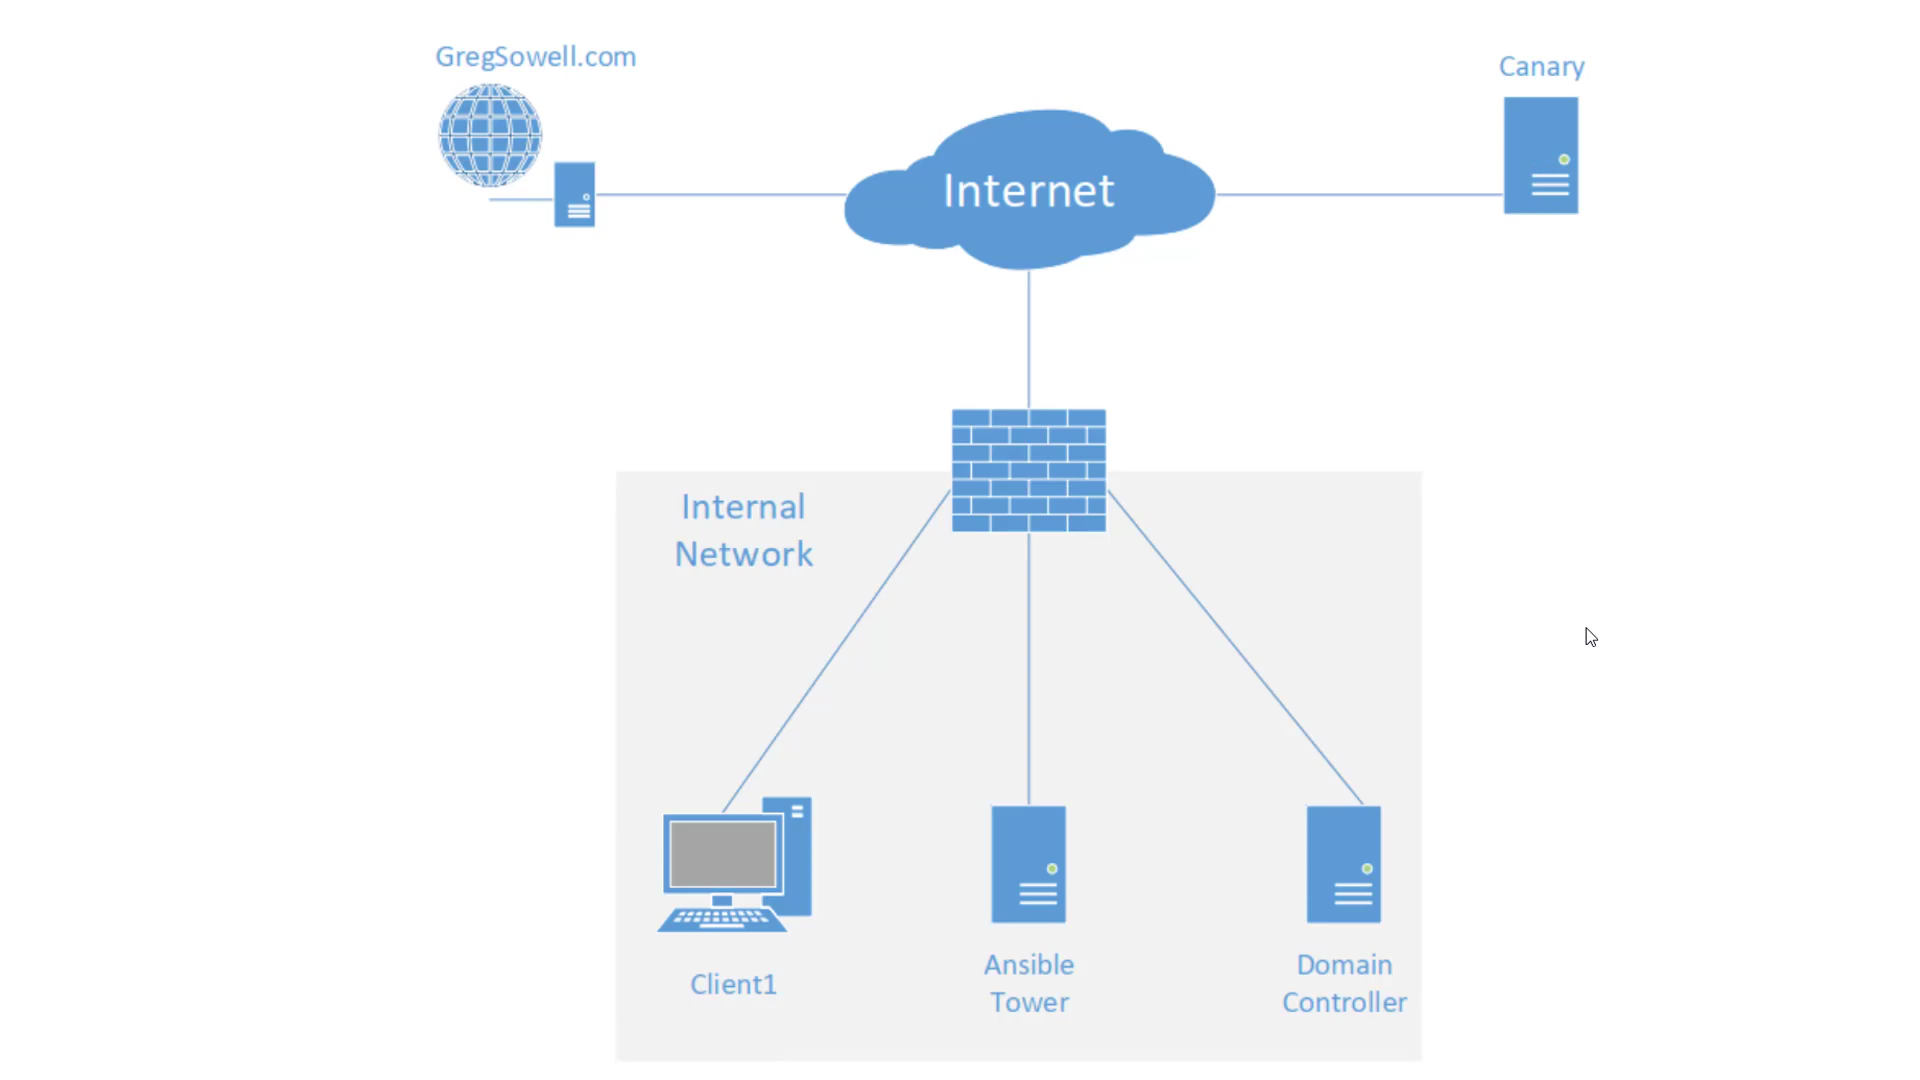 GregSowell.com
Canary
Internet
Internal
Network
Client1
Ansible
Tower
Domain
Controller